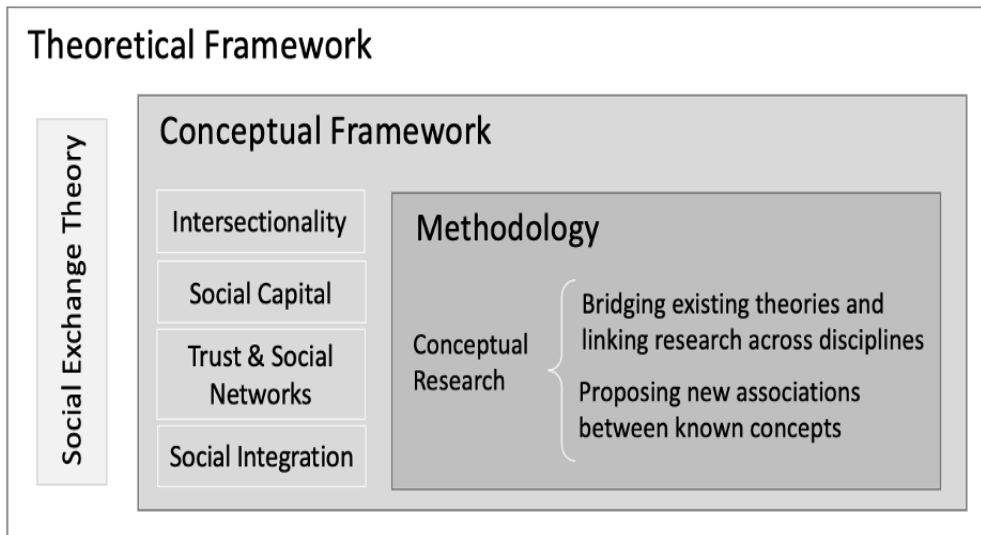 Theoretical Framework
Social Exchange Theory
Conceptual Framework
Intersectionality
Social Capital
Trust & Social
Networks
Social Integration
Methodology
Conceptual
Research
Bridging existing theories and
linking research across disciplines
Proposing new associations
between known concepts